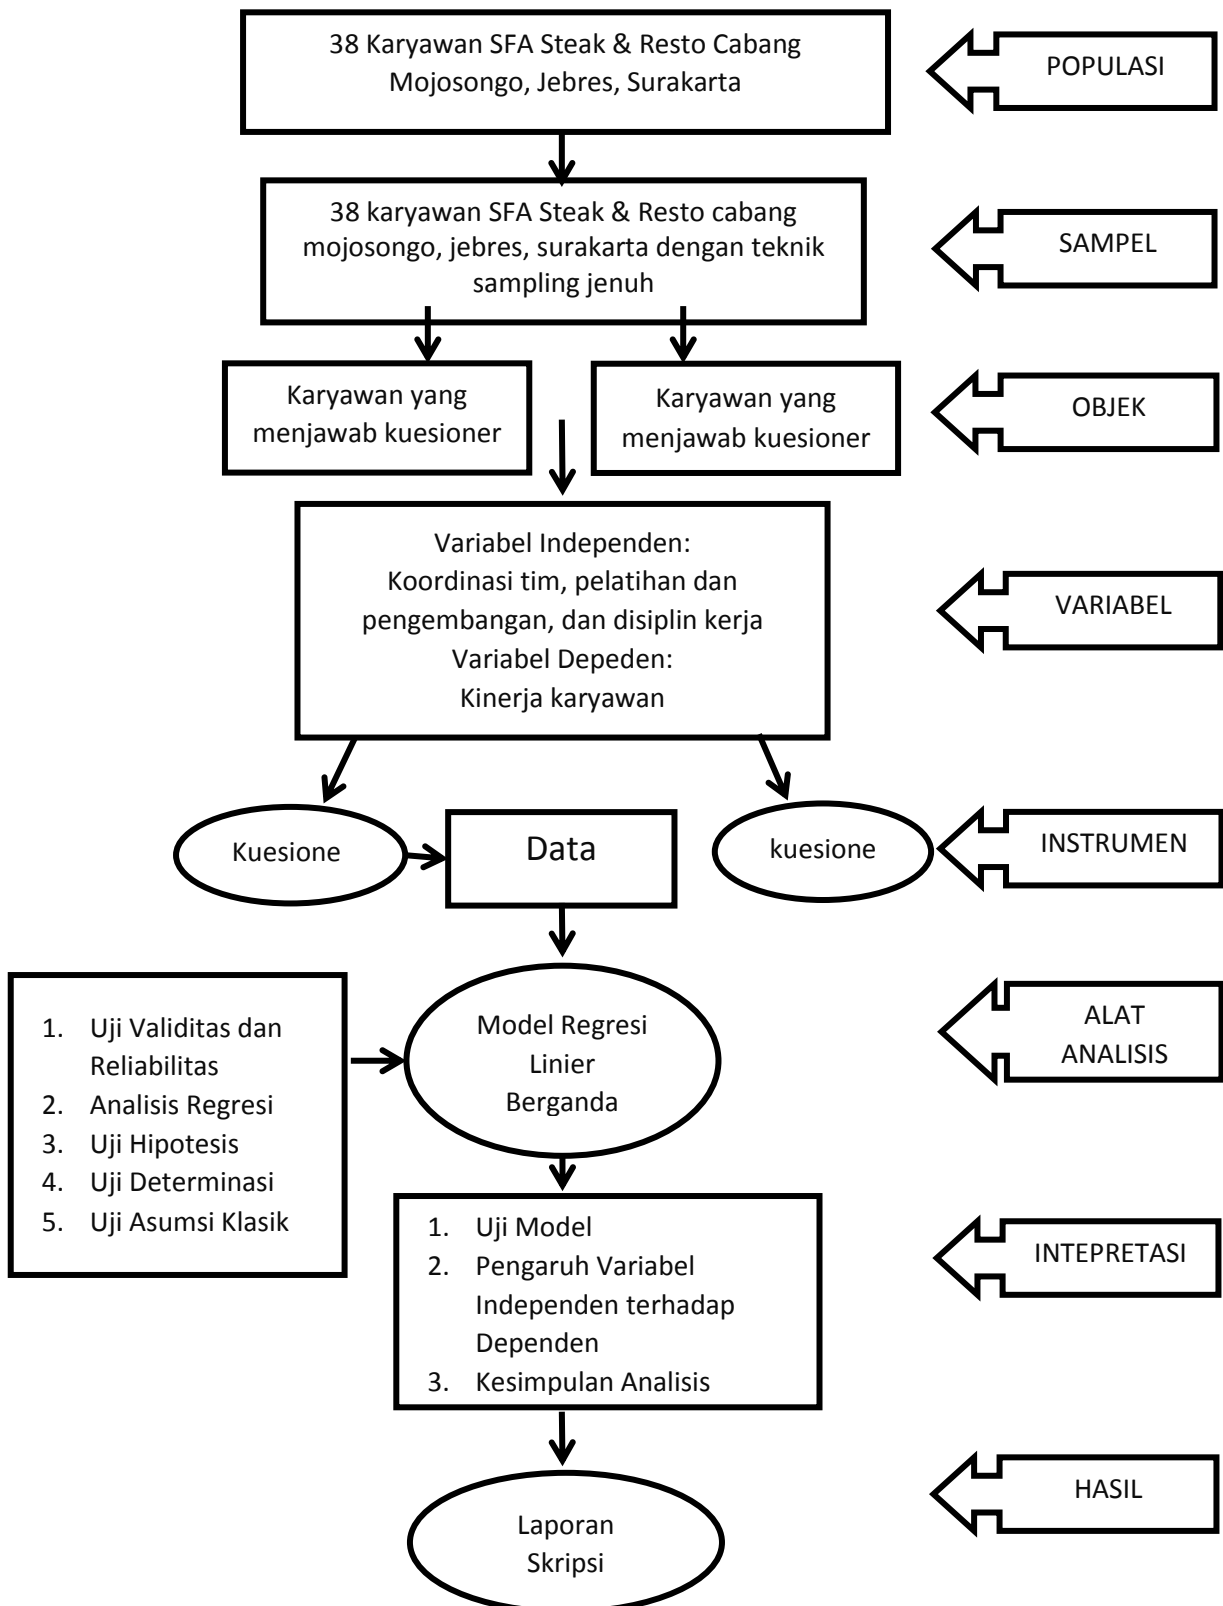 38 Karyawan SFA Steak & Resto Cabang
Mojosongo, Jebres, Surakarta
POPULASI
38 karyawan SFA Steak & Resto cabang
mojosongo, jebres, surakarta dengan teknik
sampling jenuh
SAMPEL
Karyawan yang
menjawab kuesioner
Karyawan yang
menjawab kuesioner
OBJEK
Variabel Independen:
Koordinasi tim, pelatihan dan
pengembangan, dan disiplin kerja
Variabel Depeden:
Kinerja karyawan
VARIABEL
Kuesione
Data
kuesione
INSTRUMEN
1. Uji Validitas dan
Reliabilitas
2. Analisis Regresi
3. Uji Hipotesis
4. Uji Determinasi
5. Uji Asumsi Klasik
Model Regresi
Linier
Berganda
ALAT
ANALISIS
1. Uji Model
2. Pengaruh Variabel
Independen terhadap
Dependen
3. Kesimpulan Analisis
INTEPRETASI
Laporan
Skripsi
HASIL